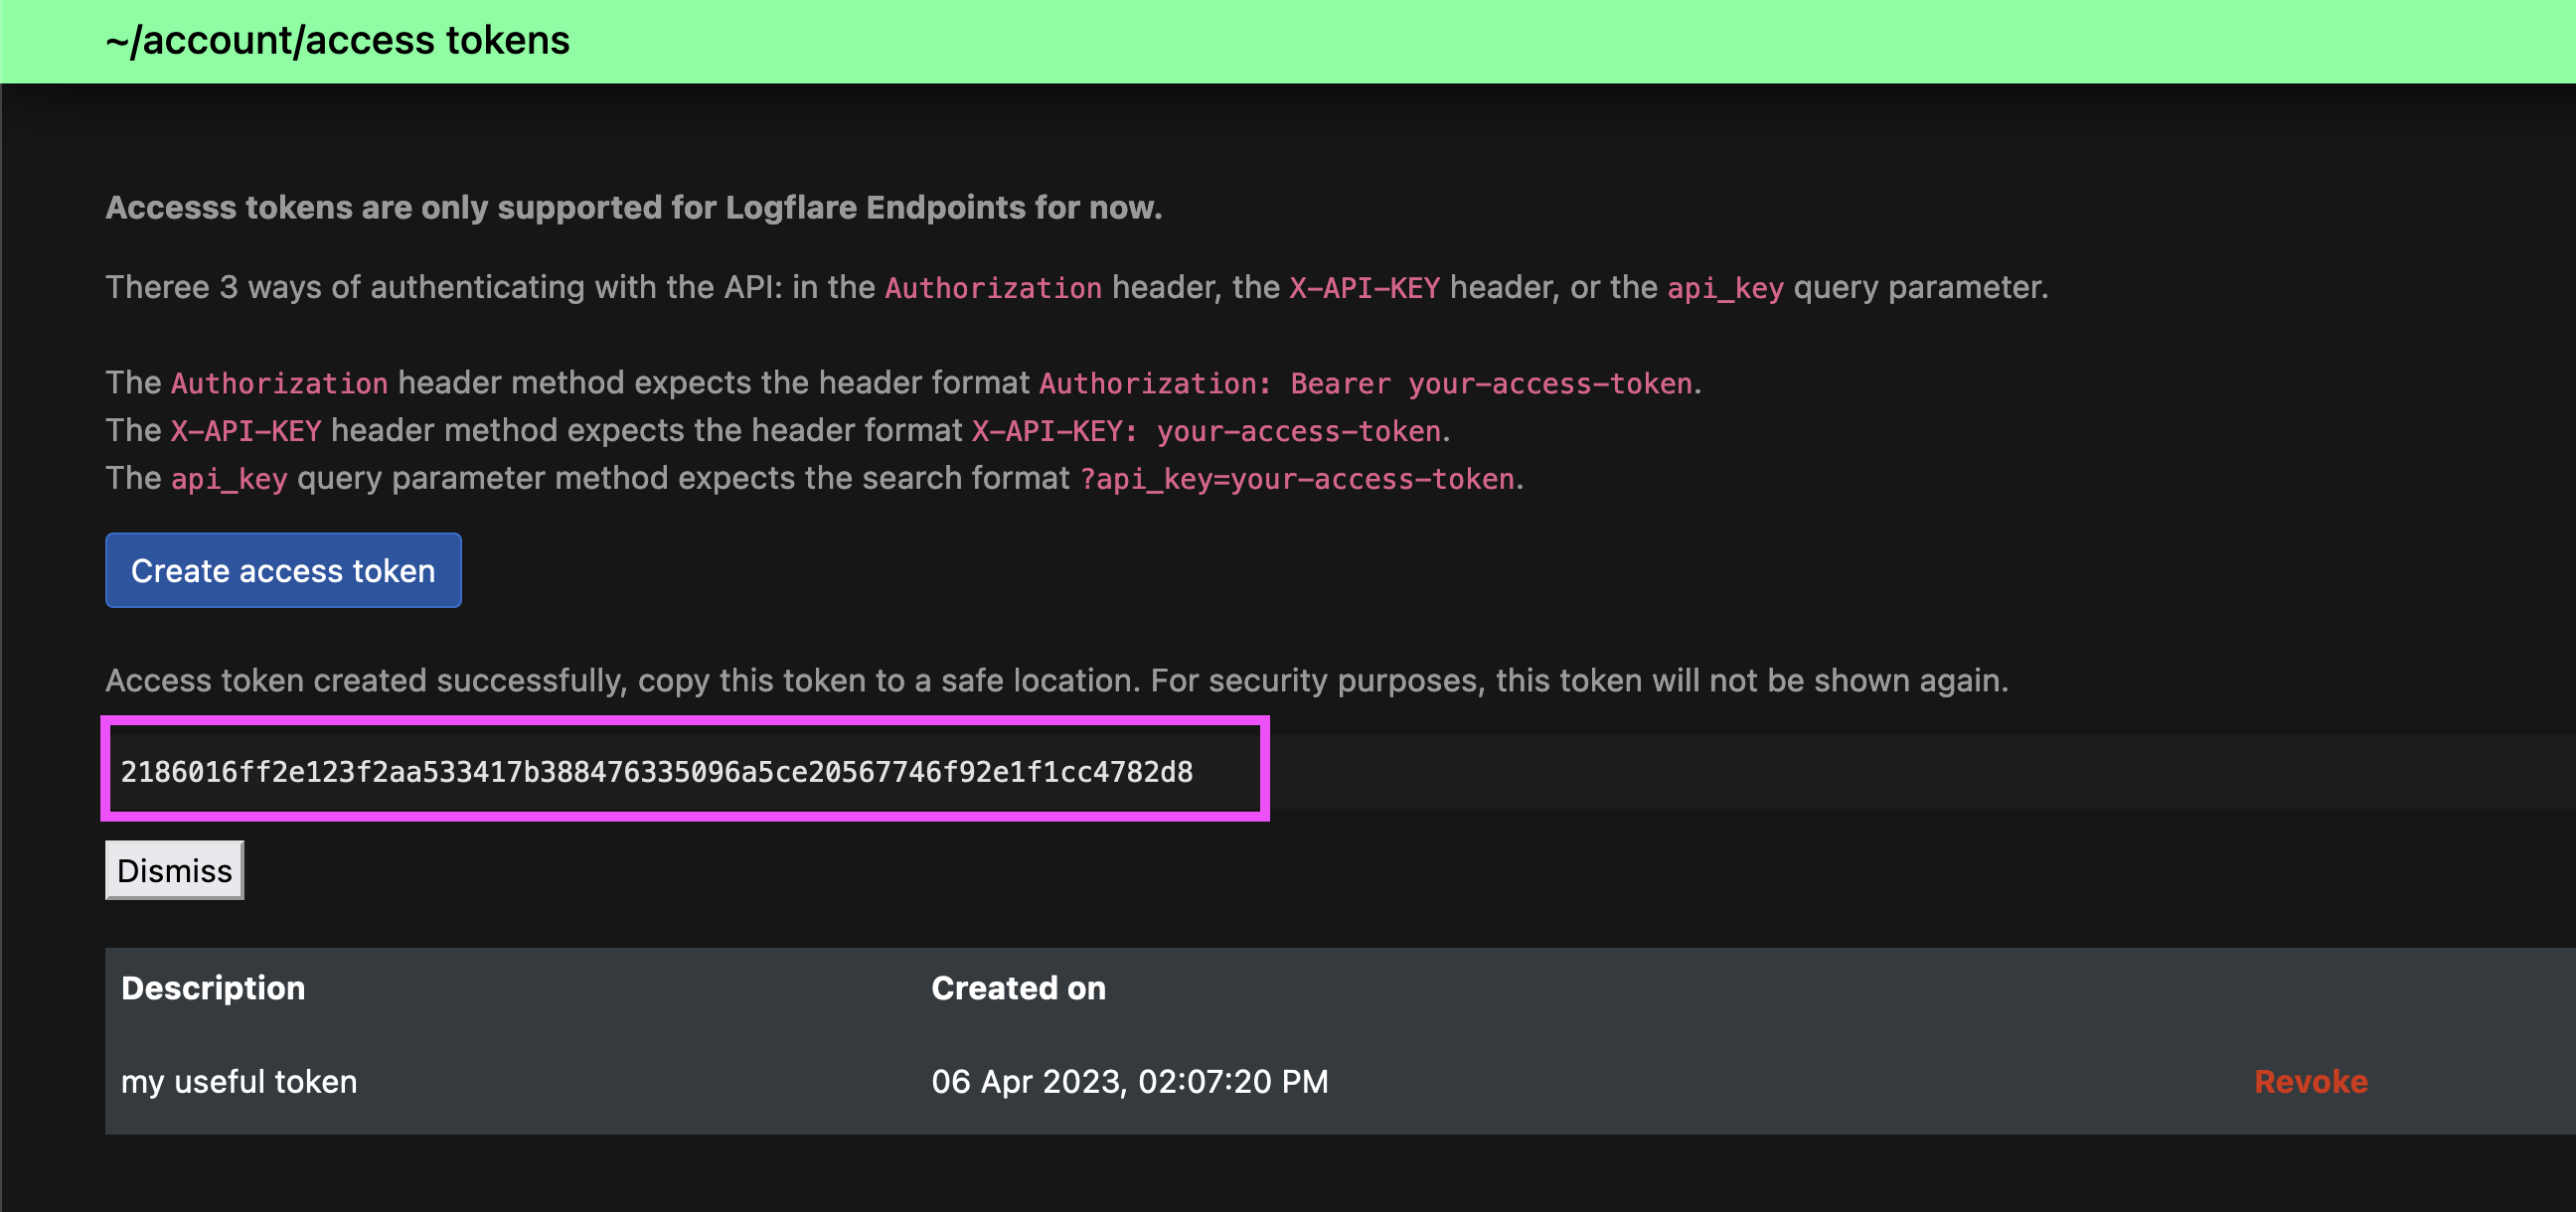 ~/account/access tokens
Accesss tokens are only supported for Logflare Endpoints for now.
Theree 3 ways of authenticating with the API: in the Authorization header, the X-API-KEY header, or the api_key query parameter.
The Authorization header method expects the header format Authorization: Bearer your-access-token.
The X-API-KEY header method expects the header format X-API-KEY: your-access-token.
The api_key query parameter method expects the search format ?api_key=your-access-token.
Create access token
Access token created successfully, copy this token to a safe location. For security purposes, this token will not be shown again.
2186016ff2e123f2aa533417b388476335096a5ce20567746f92e1f1cc4782d8
Dismiss
Description Created on
my useful token 06 Apr 2023, 02:07:20 PM Revoke